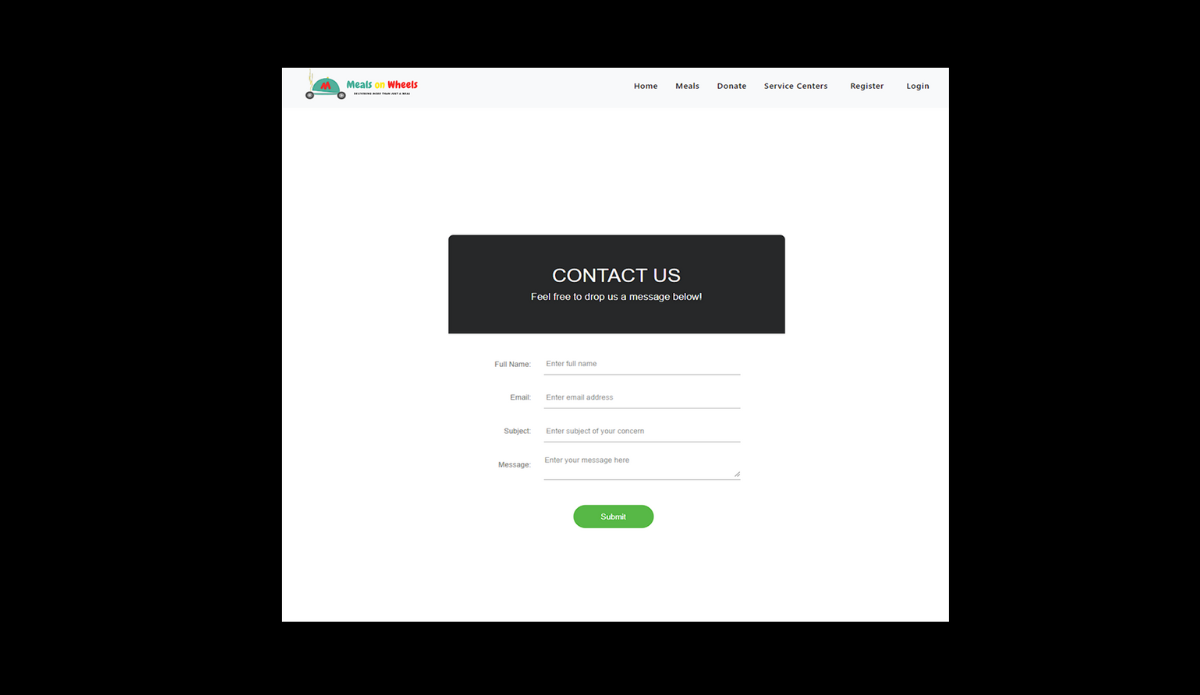 Meals on Wheels
Home Meals Donate Service Centers Register Login
CONTACT US
Feel free to drop us a message below!
Full Name: Enter full name
Email: Enter email address
Subject: Enter subject of your concern
Message: Enter your message here
Submit